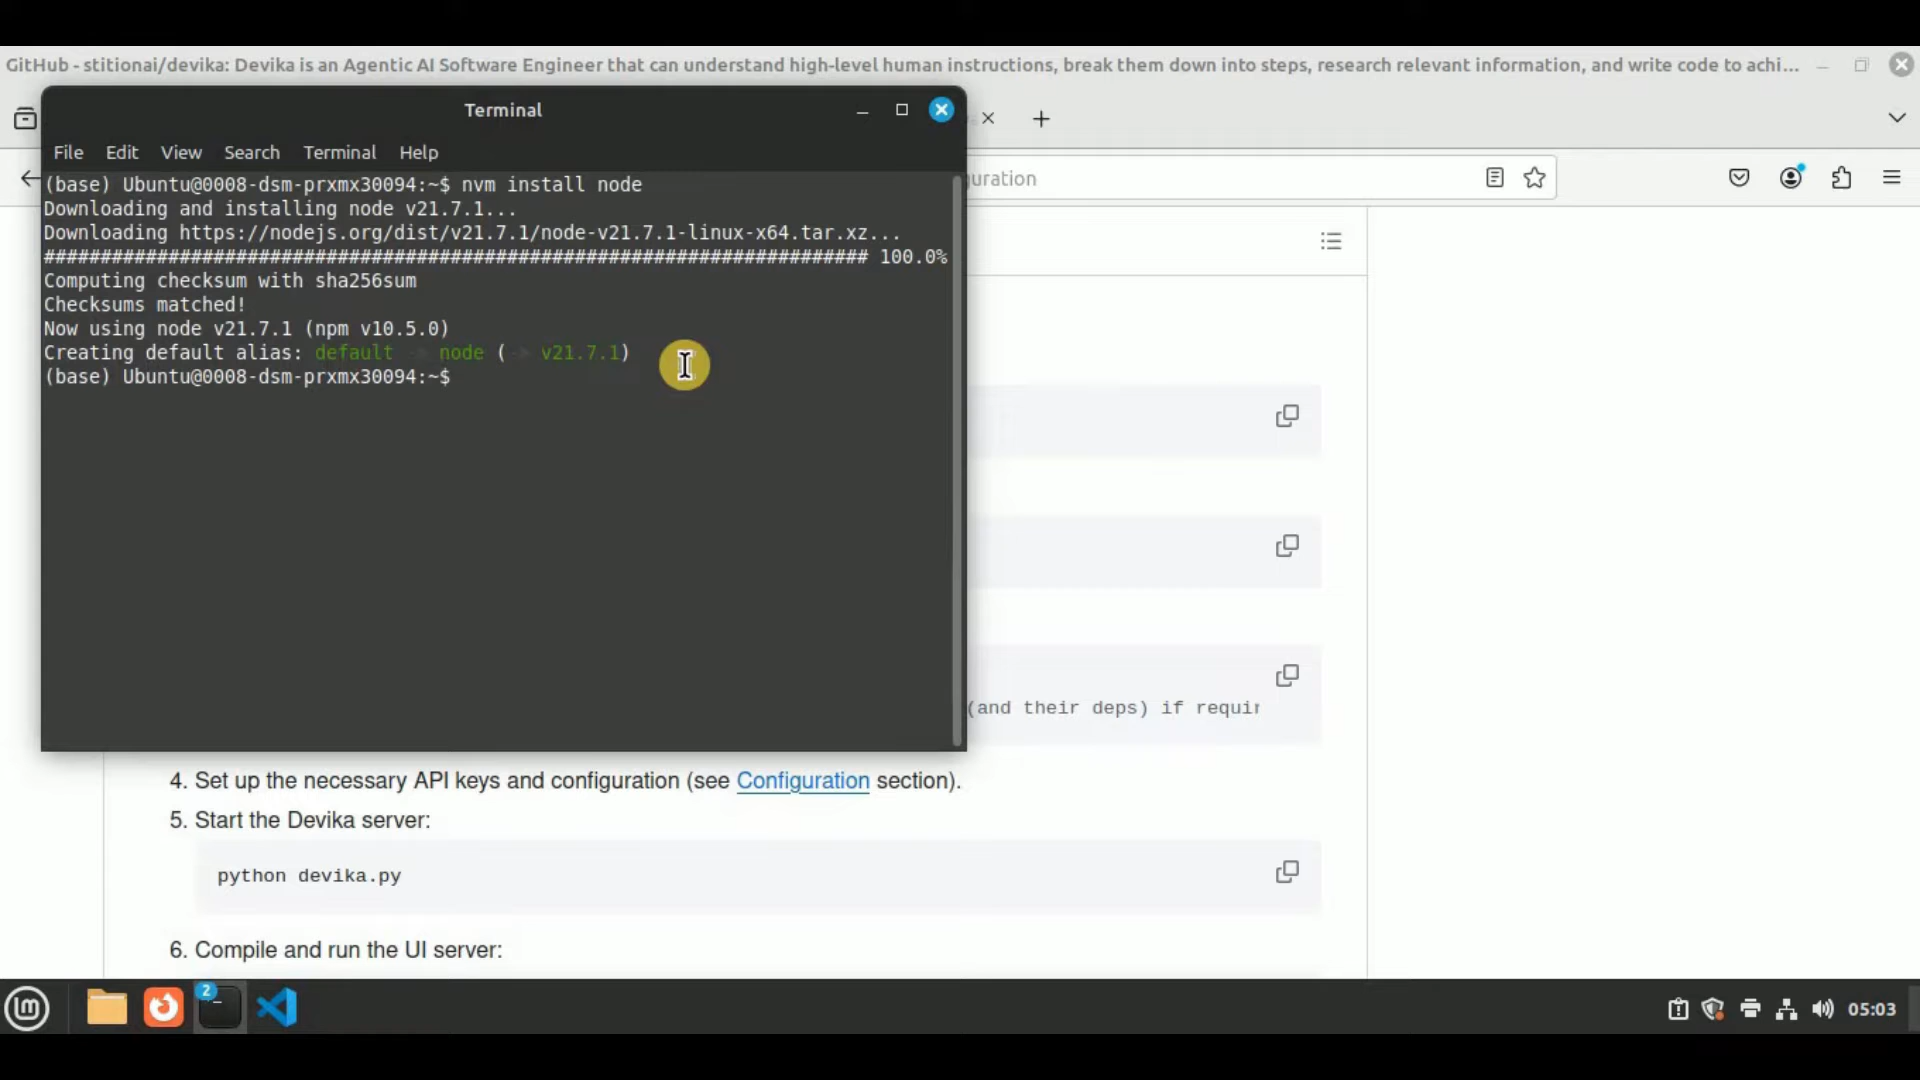 GitHub - stitionai/devika: Devika is an Agentic AI Software Engineer that can understand high-level human instructions, break them down into steps, research relevant information, and write code to achi...
Terminal
File Edit View Search Terminal Help
(base) Ubuntu@0008-dsm-prxmx30094:~$ nvm install node
Downloading and installing node v21.7.1...
Downloading https://nodejs.org/dist/v21.7.1/node-v21.7.1-linux-x64.tar.xz...
######################################################################### 100.0%
Computing checksum with sha256sum
Checksums matched!
Now using node v21.7.1 (npm v10.5.0)
Creating default alias: default -> node (-> v21.7.1)
(base) Ubuntu@0008-dsm-prxmx30094:~$
uration
(and their deps) if requir
4. Set up the necessary API keys and configuration (see Configuration section).
5. Start the Devika server:
python devika.py
6. Compile and run the UI server:
2
05:03